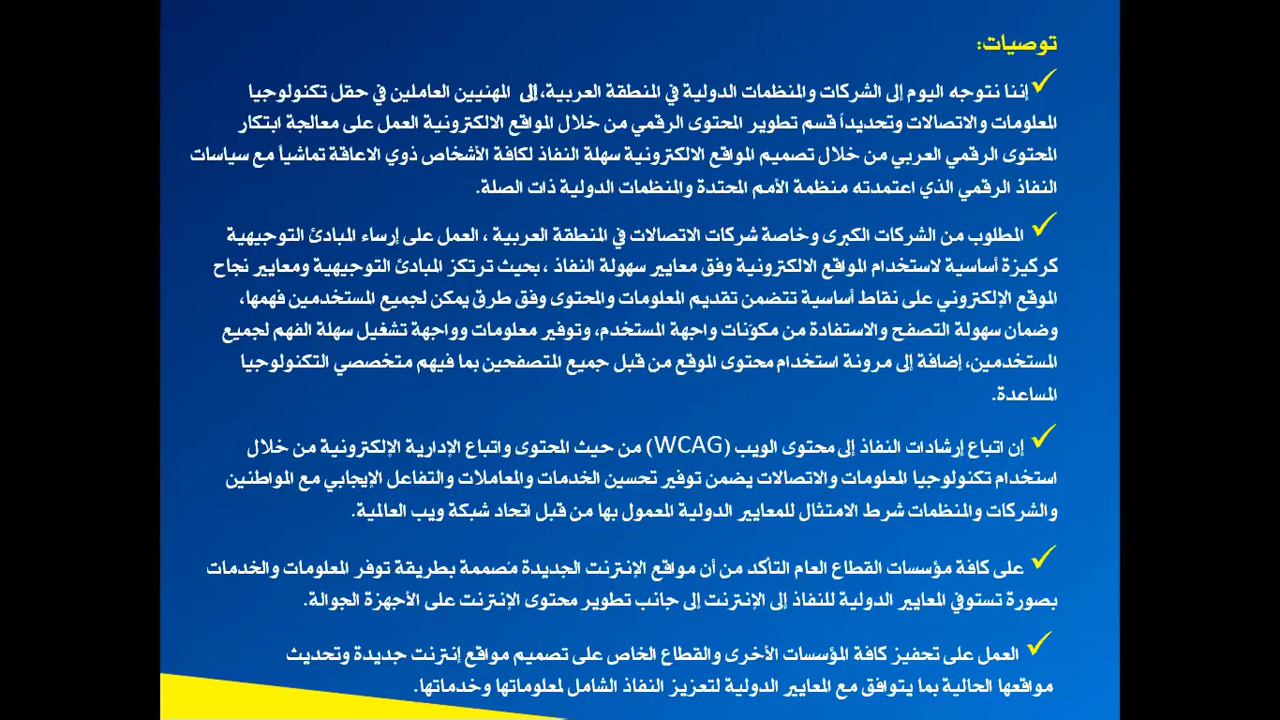 توصيات:
✓ إننا نتوجه اليوم إلى الشركات والمنظمات الدولية في المنطقة العربية، إلى المهنيين العاملين في حقل تكنولوجيا
المعلومات والاتصالات وتحديداً قسم تطوير المحتوى الرقمي من خلال المواقع الالكترونية العمل على معالجة ابتكار
المحتوى الرقمي العربي من خلال تصميم المواقع الالكترونية سهلة النفاذ لكافة الأشخاص ذوي الاعاقة تماشياً مع سياسات
النفاذ الرقمي الذي اعتمدته منظمة الأمم المتحدة والمنظمات الدولية ذات الصلة.
✓ المطلوب من الشركات الكبرى وخاصة شركات الاتصالات في المنطقة العربية ، العمل على إرساء المبادئ التوجيهية
كركيزة أساسية لاستخدام المواقع الالكترونية وفق معايير سهولة النفاذ ، بحيث ترتكز المبادئ التوجيهية ومعايير نجاح
الموقع الإلكتروني على نقاط أساسية تتضمن تقديم المعلومات والمحتوى وفق طرق يمكن لجميع المستخدمين فهمها،
وضمان سهولة التصفح والاستفادة من مكوّنات واجهة المستخدم، وتوفير معلومات وواجهة تشغيل سهلة الفهم لجميع
المستخدمين، إضافة إلى مرونة استخدام محتوى الموقع من قبل جميع المتصفحين بما فيهم متخصصي التكنولوجيا
المساعدة.
✓ إن اتباع إرشادات النفاذ إلى محتوى الويب (WCAG) من حيث المحتوى واتباع الإدارية الإلكترونية من خلال
استخدام تكنولوجيا المعلومات والاتصالات يضمن توفير تحسين الخدمات والمعاملات والتفاعل الإيجابي مع المواطنين
والشركات والمنظمات شرط الامتثال للمعايير الدولية المعمول بها من قبل اتحاد شبكة ويب العالمية.
✓ على كافة مؤسسات القطاع العام التأكد من أن مواقع الإنترنت الجديدة مُصممة بطريقة توفر المعلومات والخدمات
بصورة تستوفي المعايير الدولية للنفاذ إلى الإنترنت إلى جانب تطوير محتوى الإنترنت على الأجهزة الجوالة.
✓ العمل على تحفيز كافة المؤسسات الأخرى والقطاع الخاص على تصميم مواقع إنترنت جديدة وتحديث
مواقعها الحالية بما يتوافق مع المعايير الدولية لتعزيز النفاذ الشامل لمعلوماتها وخدماتها.